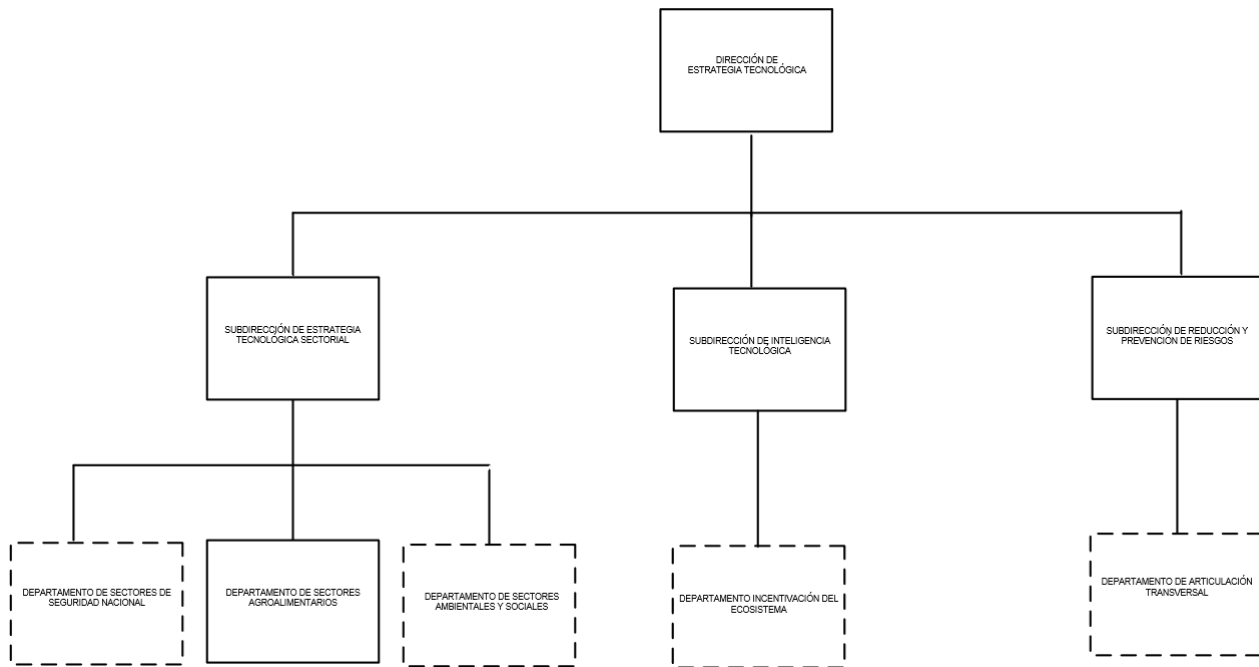 DIRECCIÓN DE
ESTRATEGIA TECNOLÓGICA
SUBDIRECCIÓN DE ESTRATEGIA
TECNOLÓGICA SECTORIAL
SUBDIRECCIÓN DE INTELIGENCIA
TECNOLÓGICA
SUBDIRECCIÓN DE REDUCCIÓN Y
PREVENCIÓN DE RIESGOS
DEPARTAMENTO DE SECTORES DE
SEGURIDAD NACIONAL
DEPARTAMENTO DE SECTORES
AGROALIMENTARIOS
DEPARTAMENTO DE SECTORES
AMBIENTALES Y SOCIALES
DEPARTAMENTO INCENTIVACIÓN DEL
ECOSISTEMA
DEPARTAMENTO DE ARTICULACIÓN
TRANSVERSAL